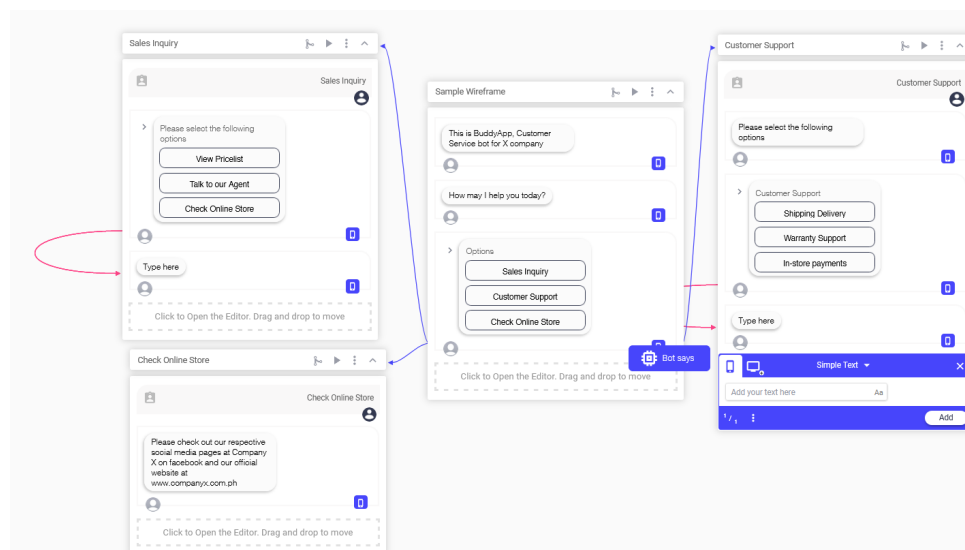 Sales Inquiry
Sales Inquiry
Please select the following
options
View Pricelist
Talk to our Agent
Check Online Store
Type here
Click to Open the Editor. Drag and drop to move
Check Online Store
Check Online Store
Please check out our respective
social media pages at Company
X on facebook and our official
website at
www.companyx.com.ph
Click to Open the Editor. Drag and drop to move
Sample Wireframe
This is BuddyApp, Customer
Service bot for X company
How may I help you today?
Options
Sales Inquiry
Customer Support
Check Online Store
Bot says
Click to Open the Editor. Drag and drop to move
Customer Support
Customer Support
Please select the following
options
Customer Support
Shipping Delivery
Warranty Support
In-store payments
Type here
Simple Text
Add your text here
Aa
1 / 1
Add